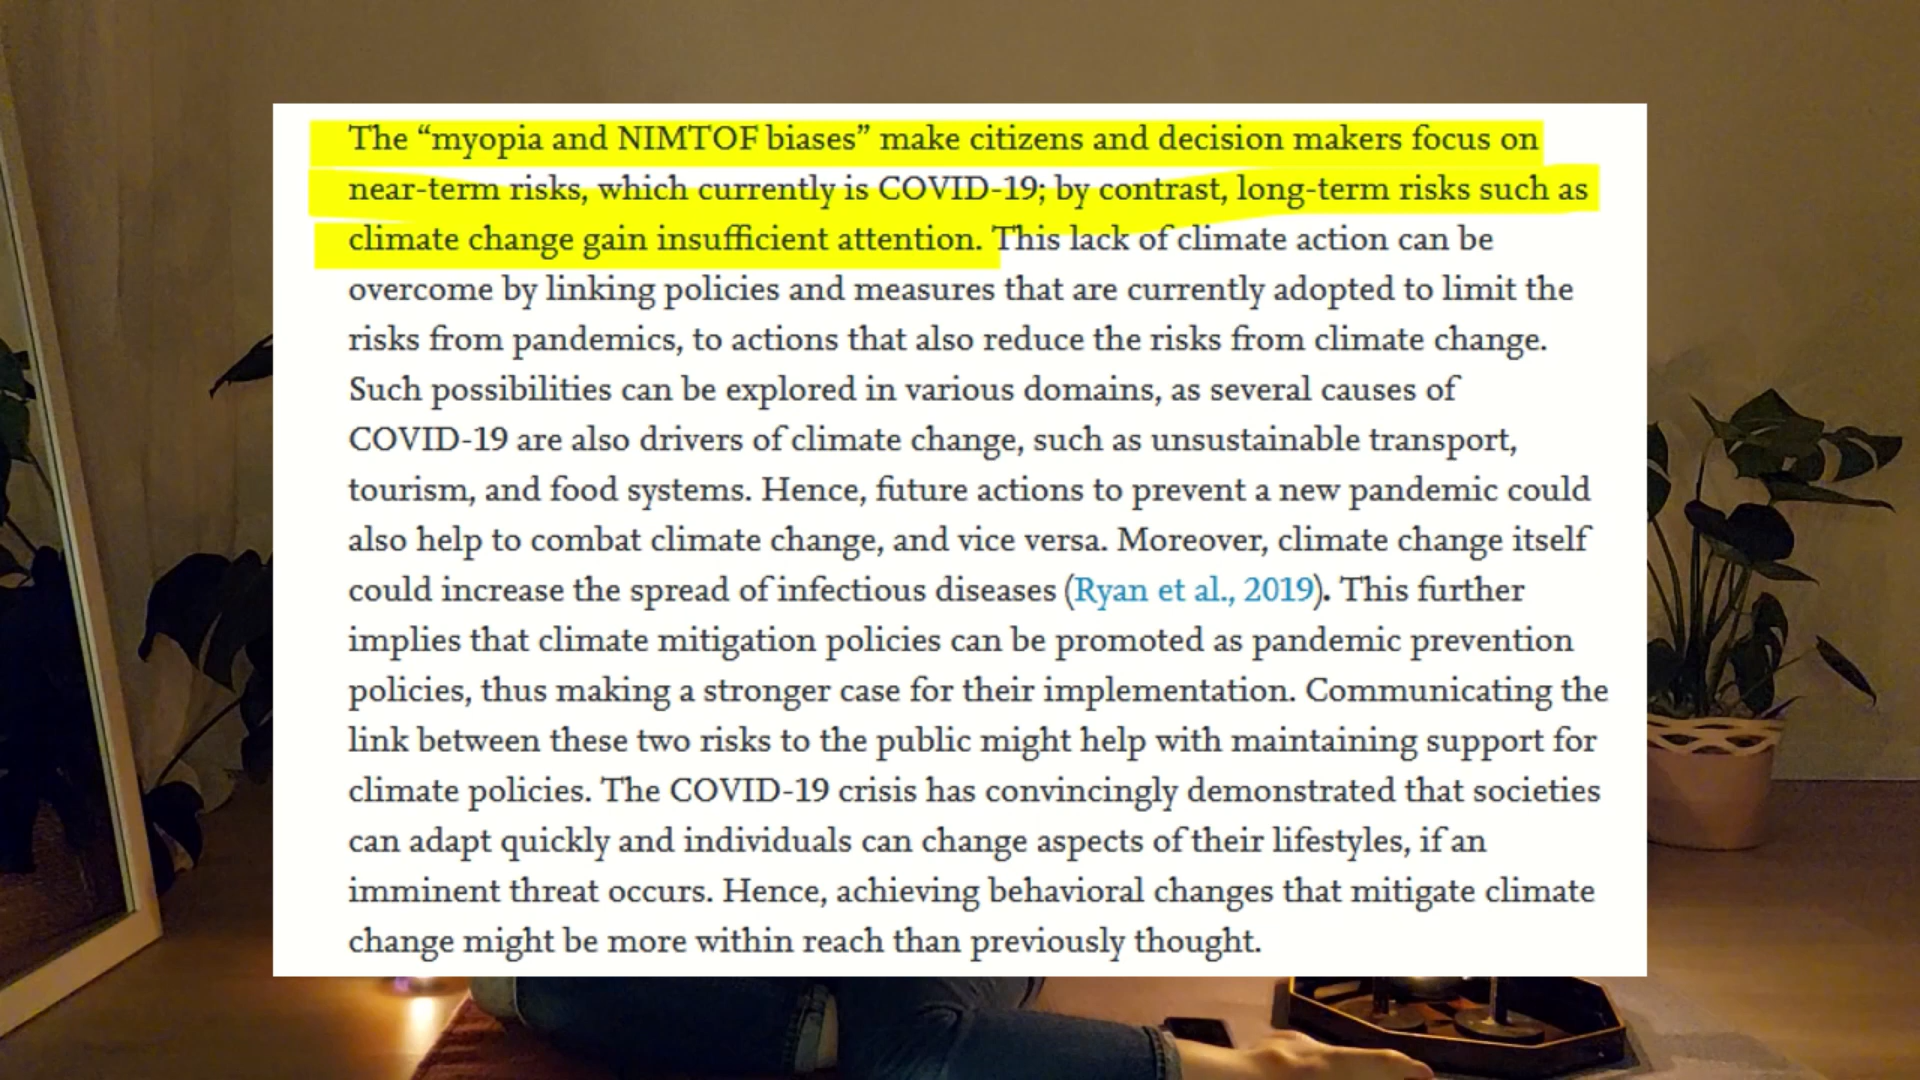 The “myopia and NIMTOF biases” make citizens and decision makers focus on
near-term risks, which currently is COVID-19; by contrast, long-term risks such as
climate change gain insufficient attention. This lack of climate action can be
overcome by linking policies and measures that are currently adopted to limit the
risks from pandemics, to actions that also reduce the risks from climate change.
Such possibilities can be explored in various domains, as several causes of
COVID-19 are also drivers of climate change, such as unsustainable transport,
tourism, and food systems. Hence, future actions to prevent a new pandemic could
also help to combat climate change, and vice versa. Moreover, climate change itself
could increase the spread of infectious diseases (Ryan et al., 2019). This further
implies that climate mitigation policies can be promoted as pandemic prevention
policies, thus making a stronger case for their implementation. Communicating the
link between these two risks to the public might help with maintaining support for
climate policies. The COVID-19 crisis has convincingly demonstrated that societies
can adapt quickly and individuals can change aspects of their lifestyles, if an
imminent threat occurs. Hence, achieving behavioral changes that mitigate climate
change might be more within reach than previously thought.